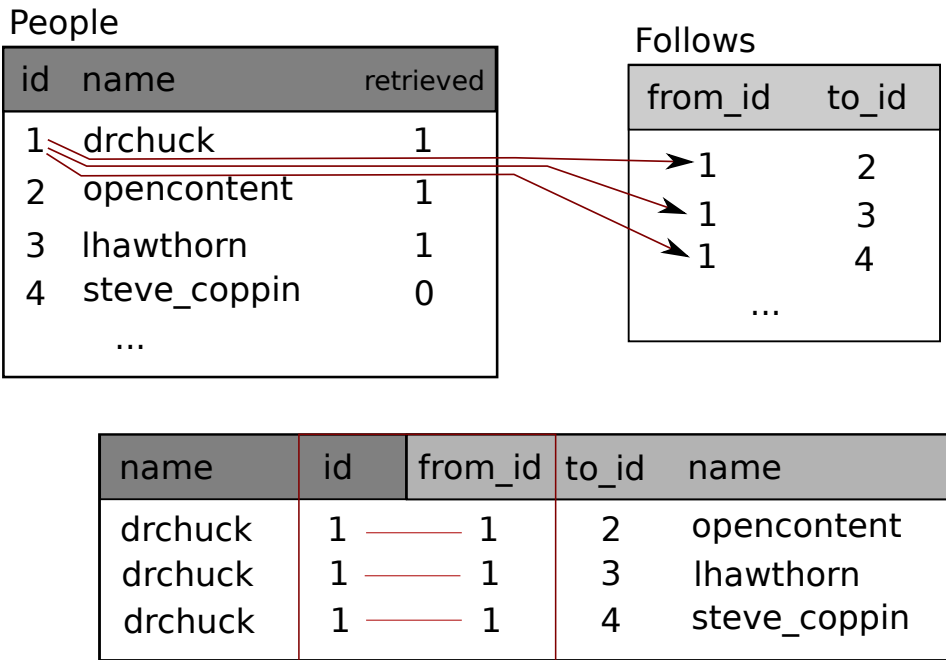 People
id name retrieved
1 drchuck 1
2 opencontent 1
3 lhawthorn 1
4 steve_coppin 0
...
Follows
from_id to_id
1 2
1 3
1 4
...
name id from_id to_id name
drchuck 1 1 2 opencontent
drchuck 1 1 3 lhawthorn
drchuck 1 1 4 steve_coppin